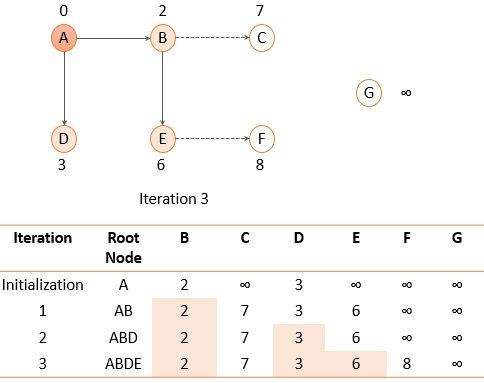 0 2 7
A B C
G ∞
D E F
3 6 8
Iteration 3
Iteration Root Node B C D E F G
Initialization A 2 ∞ 3 ∞ ∞ ∞
1 AB 2 7 3 6 ∞ ∞
2 ABD 2 7 3 6 ∞ ∞
3 ABDE 2 7 3 6 8 ∞